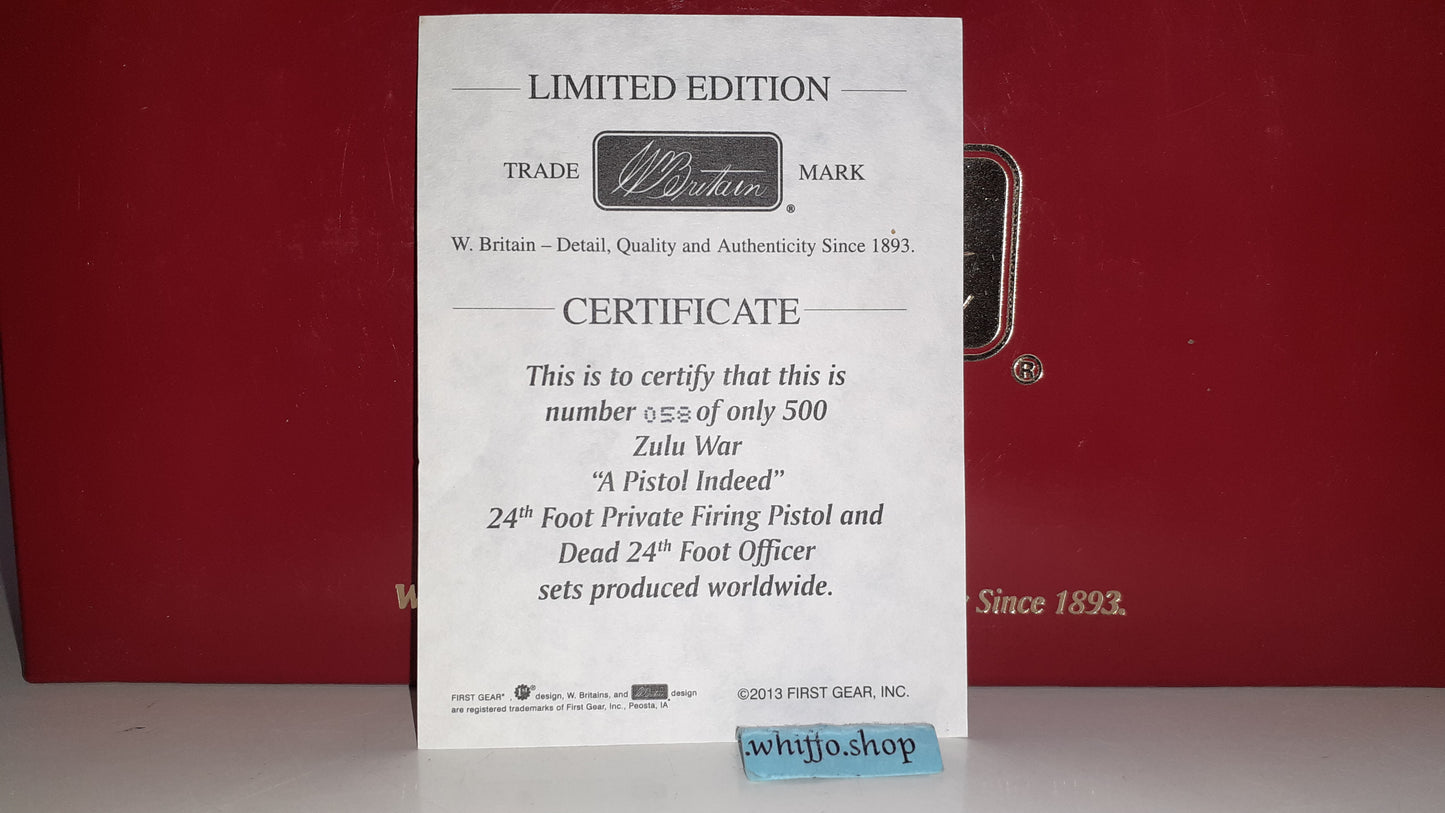 LIMITED EDITION
TRADE W Britain ® MARK
W. Britain – Detail, Quality and Authenticity Since 1893.
CERTIFICATE
This is to certify that this is
number 058 of only 500
Zulu War
“A Pistol Indeed”
24th Foot Private Firing Pistol and
Dead 24th Foot Officer
sets produced worldwide.
FIRST GEAR® , 1st ® design, W. Britains, and W Britain design
are registered trademarks of First Gear, Inc., Peosta, IA
©2013 FIRST GEAR, INC.
®
W
Since 1893.
.whiffo.shop